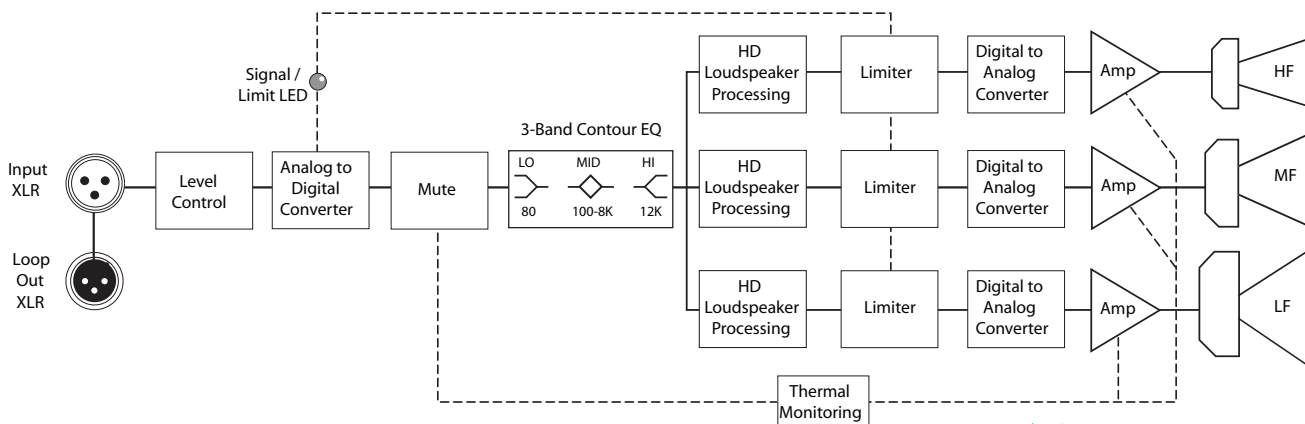 Signal /
Limit LED
Input
XLR
Loop
Out
XLR
Level
Control
Analog to
Digital
Converter
Mute
3-Band Contour EQ
LO MID HI
80 100-8K 12K
HD
Loudspeaker
Processing
Limiter
Digital to
Analog
Converter
Amp
HF
HD
Loudspeaker
Processing
Limiter
Digital to
Analog
Converter
Amp
MF
HD
Loudspeaker
Processing
Limiter
Digital to
Analog
Converter
Amp
LF
Thermal
Monitoring